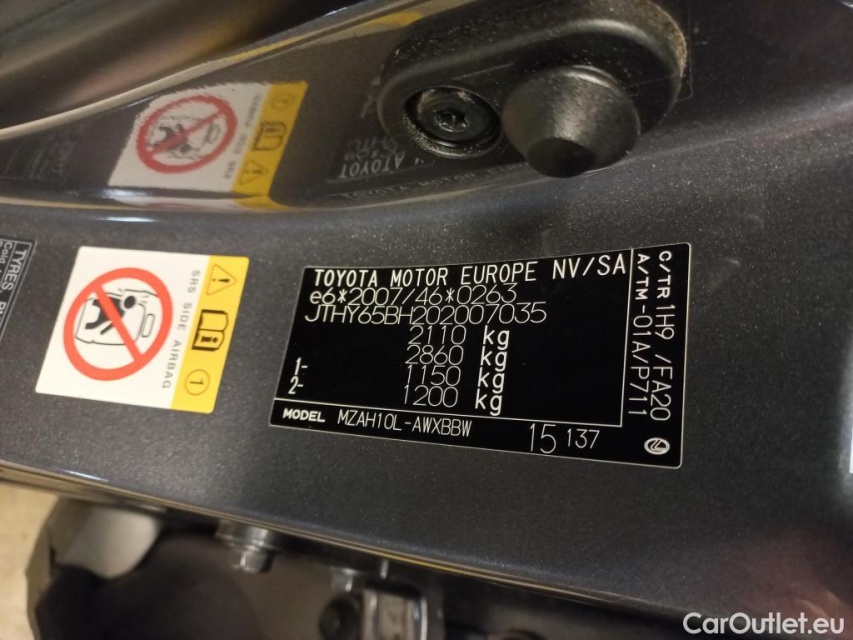 TOYOTA MOTOR EUROPE NV/SA
e6*2007/46*0263
JTHY65BH202007035
2110 kg
2860 kg
1- 1150 kg
2- 1200 kg
MODEL MZAH10L-AWXBBW 15 137
C/TR 1H9 /FA20
A/TM -01A/P711
SRS SIDE AIRBAG
TYRES
CarOutlet.eu